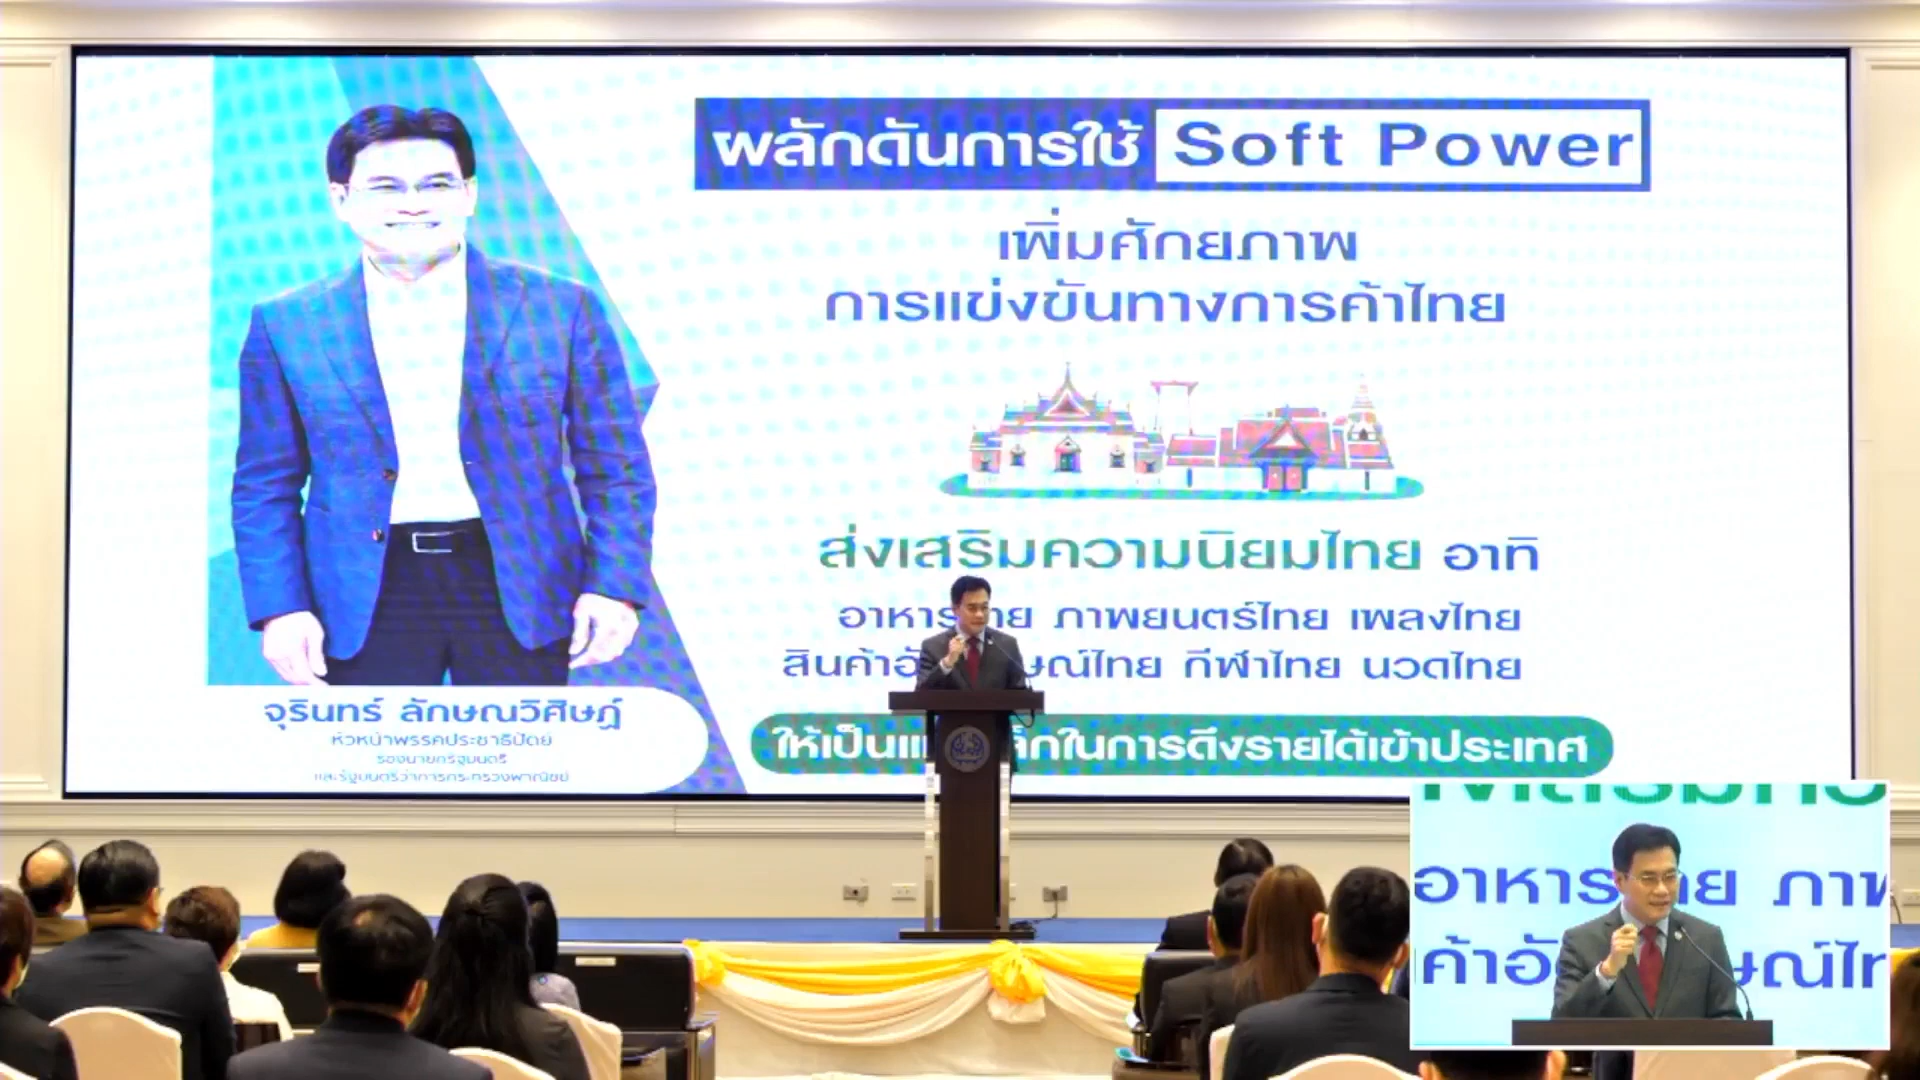 ผลักดันการใช้ Soft Power
เพิ่มศักยภาพ
การแข่งขันทางการค้าไทย
ส่งเสริมความนิยมไทย อาทิ
อาหาร ภาพยนตร์ไทย เพลงไทย
สินค้า กีฬาไทย นวดไทย
ให้เป็น ในการดึงรายได้เข้าประเทศ
จุรินทร์ ลักษณวิศิษฏ์
หัวหน้าพรรคประชาธิปัตย์
รองนายกรัฐมนตรี
และรัฐมนตรีว่าการกระทรวงพาณิชย์
อาหาร